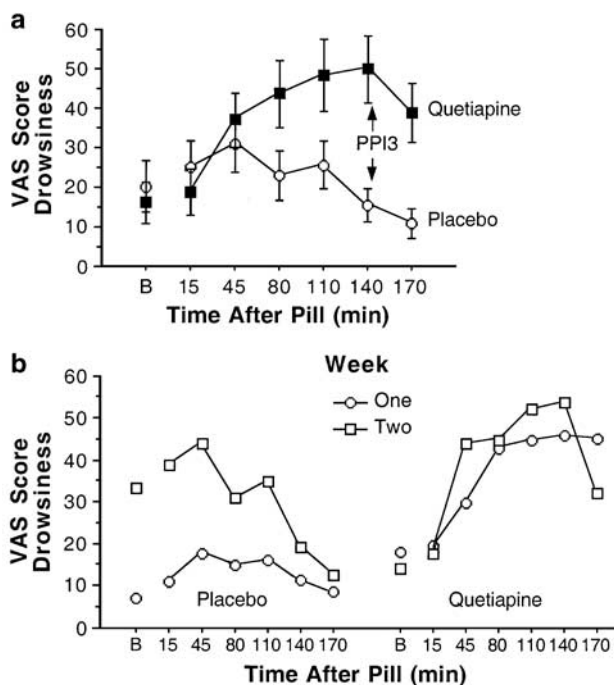 a
VAS Score
Drowsiness
60
50
40
30
20
10
0
Quetiapine
PPI3
Placebo
B 15 45 80 110 140 170
Time After Pill (min)
b
Week
One
Two
VAS Score
Drowsiness
60
50
40
30
20
10
0
Placebo
Quetiapine
B 15 45 80 110 140 170 B 15 45 80 110 140 170
Time After Pill (min)